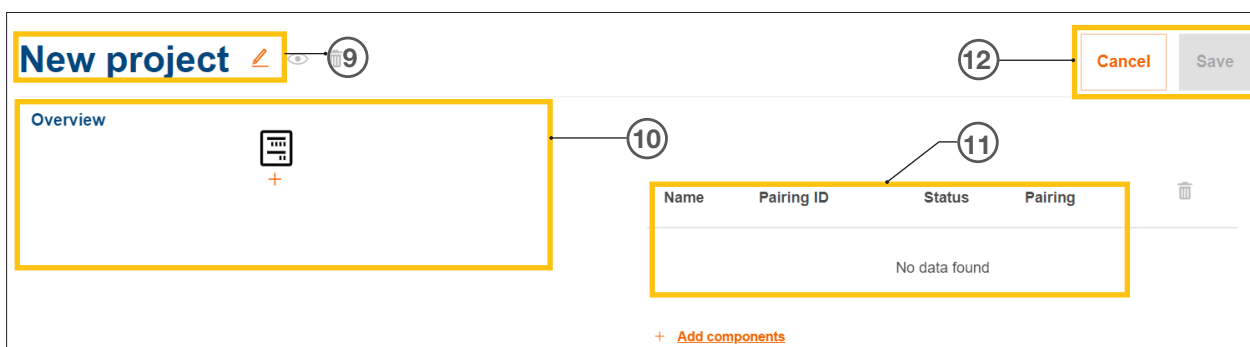 New project
9
12
Cancel
Save
Overview
10
11
Name Pairing ID Status Pairing
No data found
+ Add components